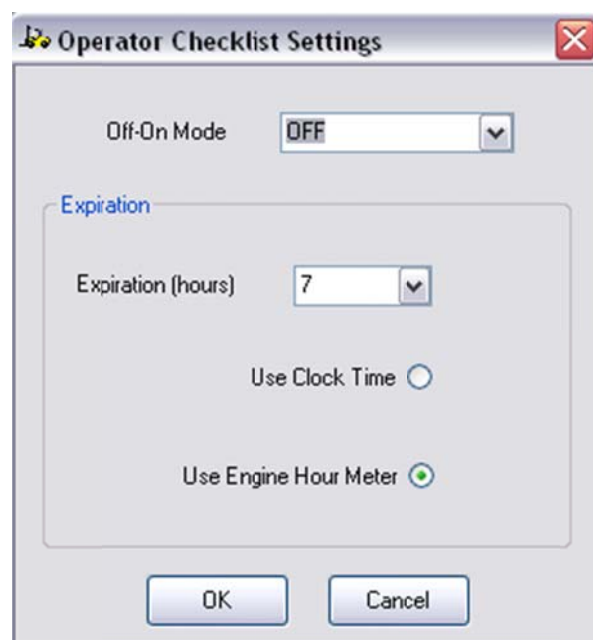 Operator Checklist Settings
Off-On Mode OFF
Expiration
Expiration (hours) 7
Use Clock Time
Use Engine Hour Meter
OK Cancel